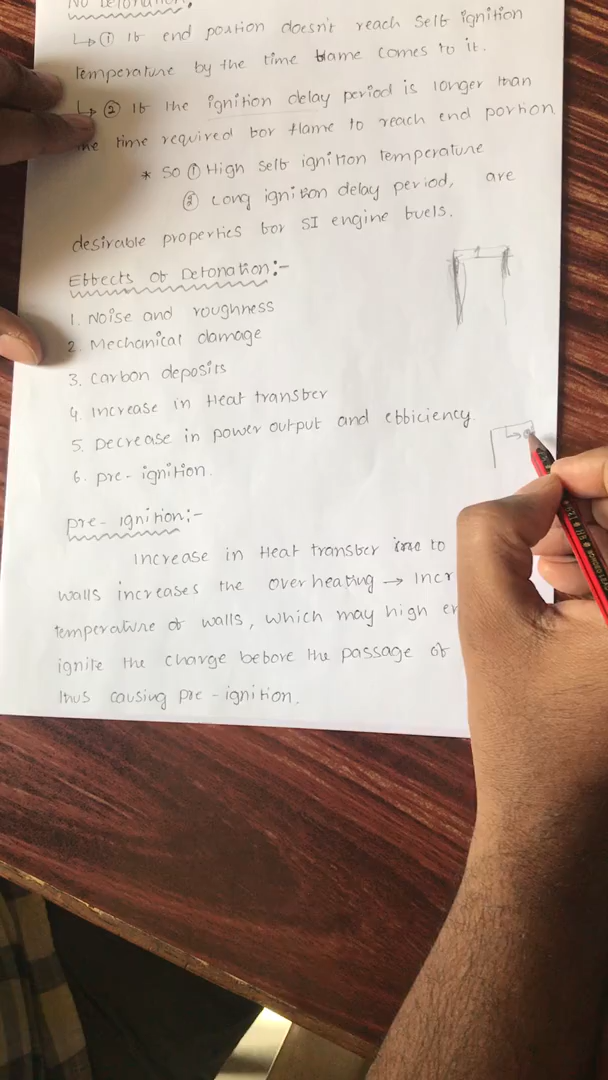 No Detonation:
↳ ① If end portion doesn't reach self ignition
temperature by the time flame comes to it.
↳ ② If the ignition delay period is longer than
the time required for flame to reach end portion
* so ① High self ignition temperature
② Long ignition delay period, are
desirable properties for SI engine fuels.
Effects of Detonation:-
1. Noise and roughness
2. Mechanical damage
3. Carbon deposits
4. Increase in Heat transfer
5. Decrease in power output and efficiency
6. pre-ignition.
pre-ignition:-
Increase in Heat transfer to
walls increases the over heating →
temperature of walls, which may high
ignite the charge before the passage of
thus causing pre-ignition.